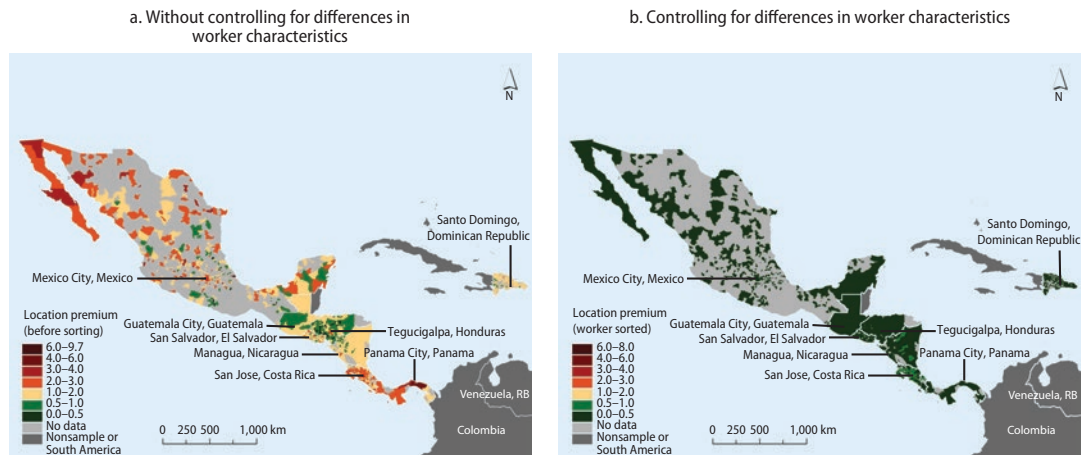 a. Without controlling for differences in
worker characteristics
N
Santo Domingo,
Dominican Republic
Mexico City, Mexico
Location premium
(before sorting)
6.0–9.7
4.0–6.0
3.0–4.0
2.0–3.0
1.0–2.0
0.5–1.0
0.0–0.5
No data
Nonsample or
South America
Guatemala City, Guatemala
San Salvador, El Salvador
Managua, Nicaragua
San Jose, Costa Rica
Tegucigalpa, Honduras
Panama City, Panama
Venezuela, RB
Colombia
0 250 500 1,000 km
b. Controlling for differences in worker characteristics
N
Santo Domingo,
Dominican Republic
Mexico City, Mexico
Location premium
(worker sorted)
6.0–8.0
4.0–6.0
3.0–4.0
2.0–3.0
1.0–2.0
0.5–1.0
0.0–0.5
No data
Nonsample or
South America
Guatemala City, Guatemala
San Salvador, El Salvador
Managua, Nicaragua
San Jose, Costa Rica
Tegucigalpa, Honduras
Panama City, Panama
Venezuela, RB
Colombia
0 250 500 1,000 km